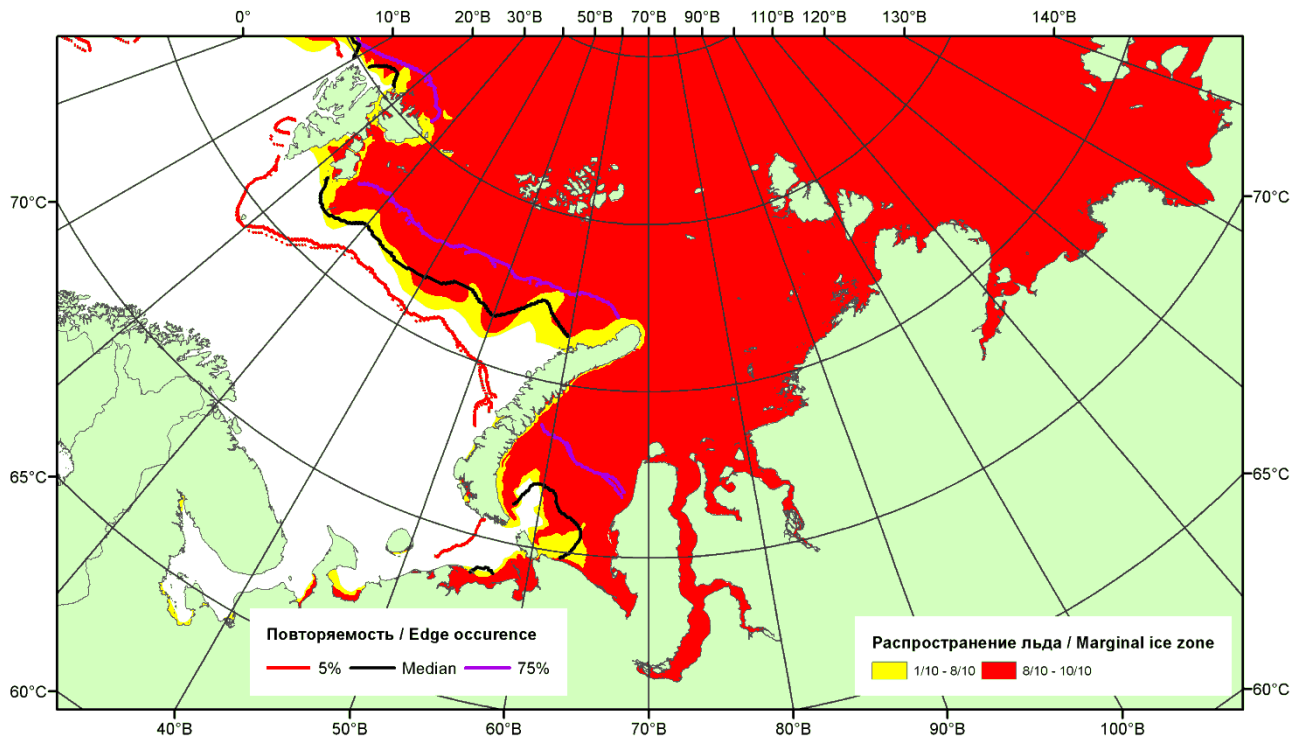 0° 10°В 20°В 30°В 50°В 70°В 90°В 110°В 120°В 130°В 140°В
70°С 70°С
65°С 65°С
Повторяемость / Edge occurence
5% Median 75%
Распространение льда / Marginal ice zone
1/10 - 8/10 8/10 - 10/10
60°С 60°С
40°В 50°В 60°В 70°В 80°В 90°В 100°В